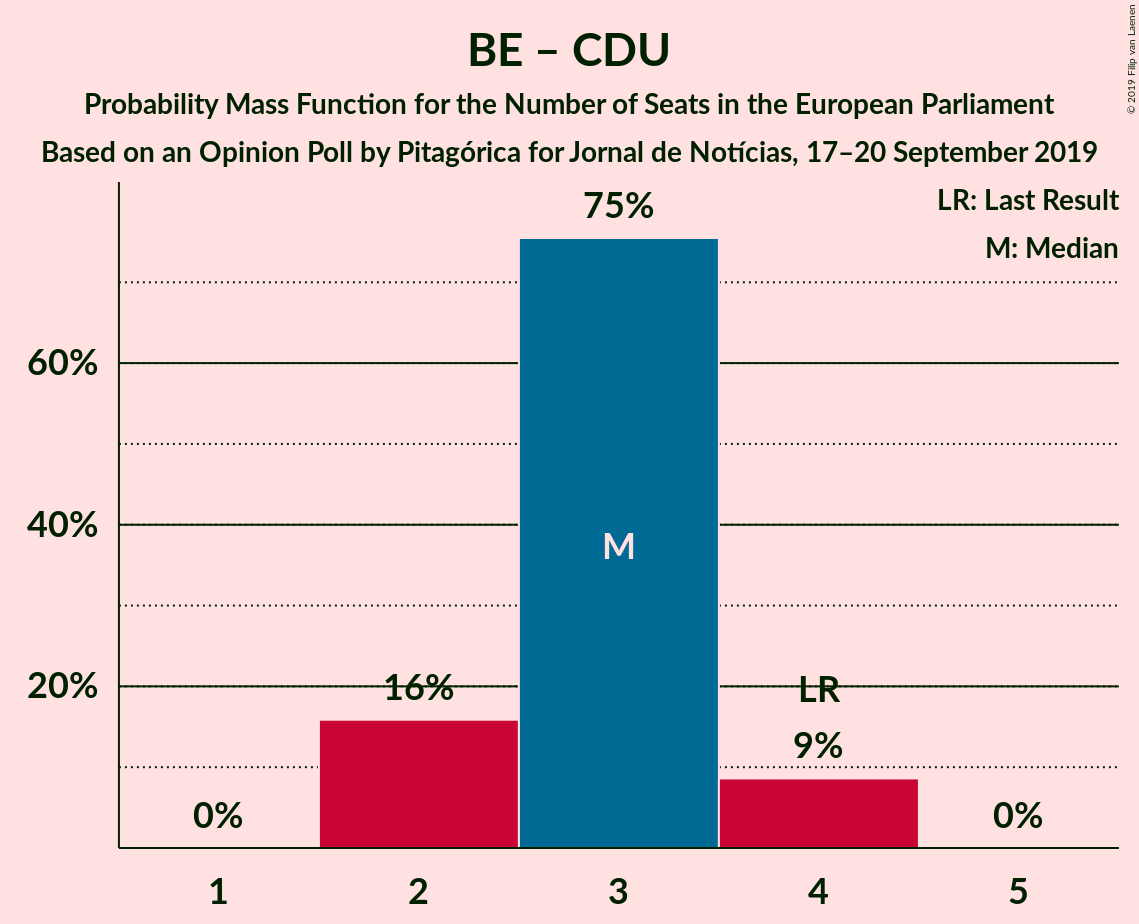 BE – CDU
Probability Mass Function for the Number of Seats in the European Parliament
Based on an Opinion Poll by Pitagórica for Jornal de Notícias, 17–20 September 2019
© 2019 Filip van Laenen
LR: Last Result
M: Median
75%
60%
40%
M
20%
16%
LR
9%
0%
0%
1 2 3 4 5